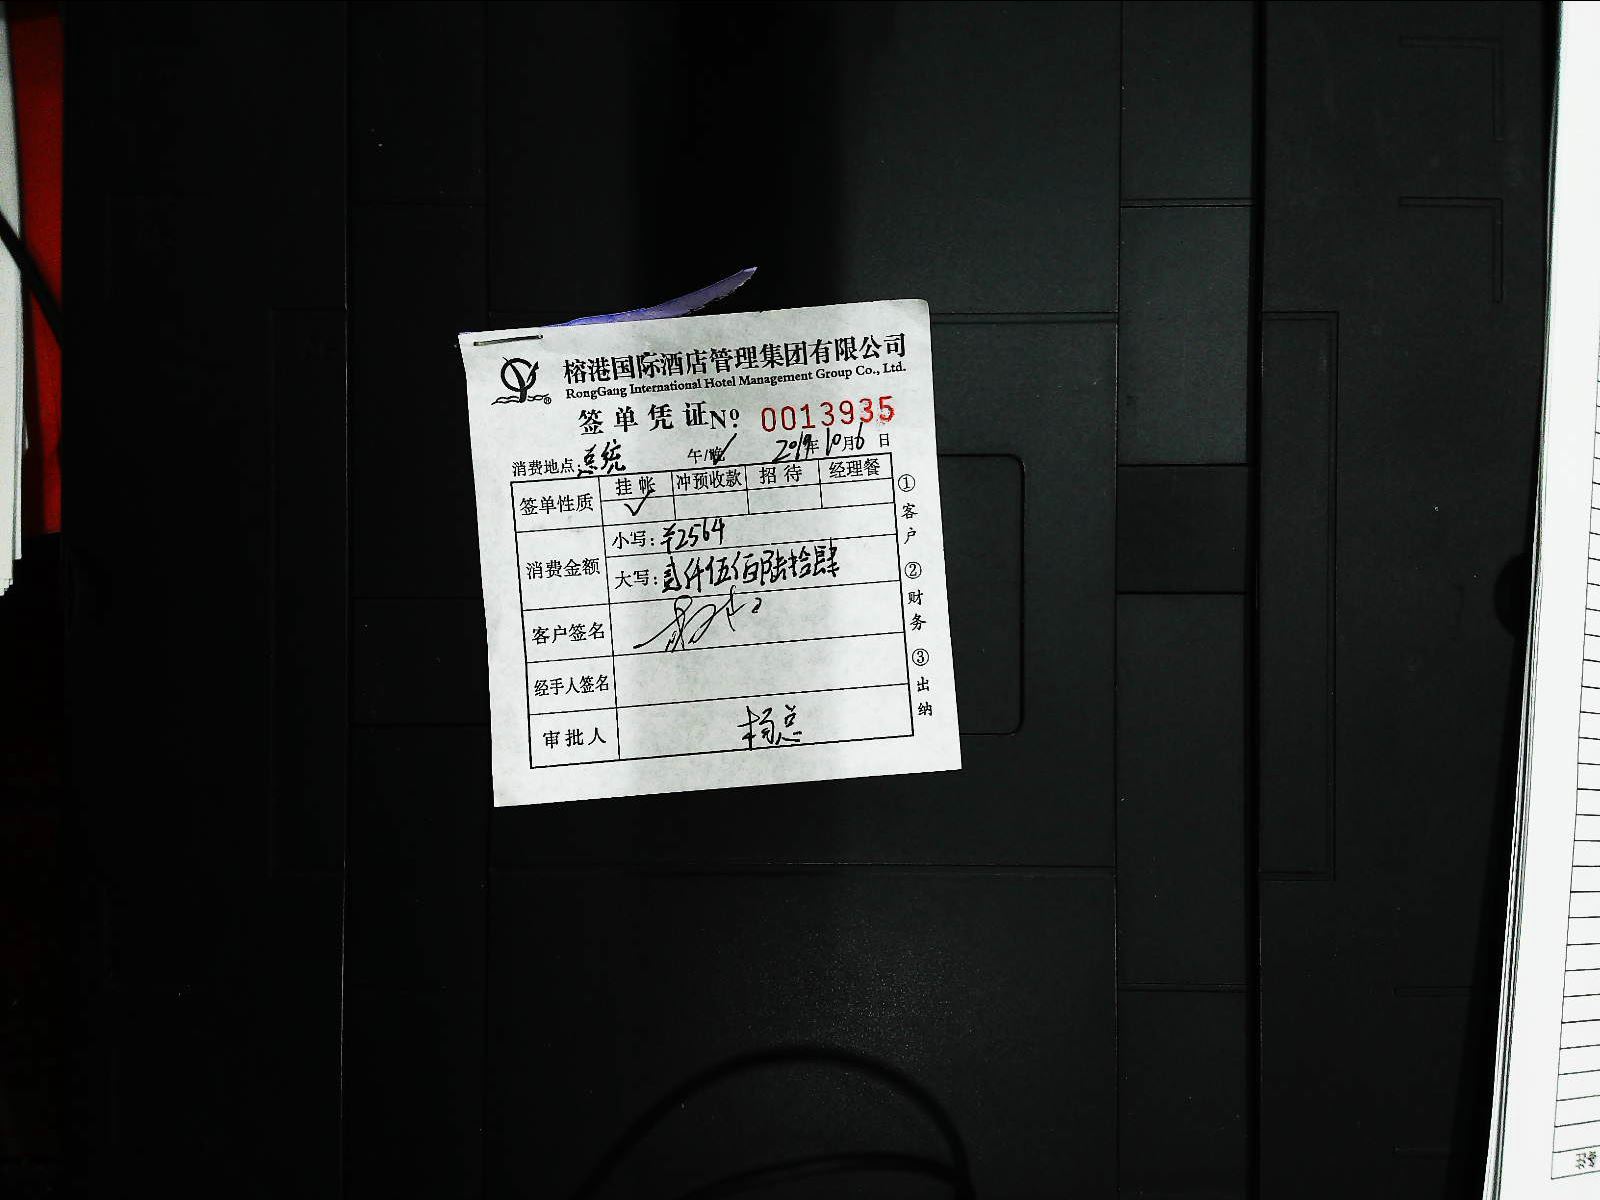 榕港国际酒店管理集团有限公司
RongGang International Hotel Management Group Co., Ltd.
签单凭证 Nº 0013935
消费地点: 总统 午/晚✓ 2019年10月6日
签单性质 挂帐 冲预收款 招待 经理餐
✓
消费金额 小写: ¥2564
大写: 贰仟伍佰陆拾肆
客户签名
经手人签名
审批人 杨总
①客户 ②财务 ③出纳